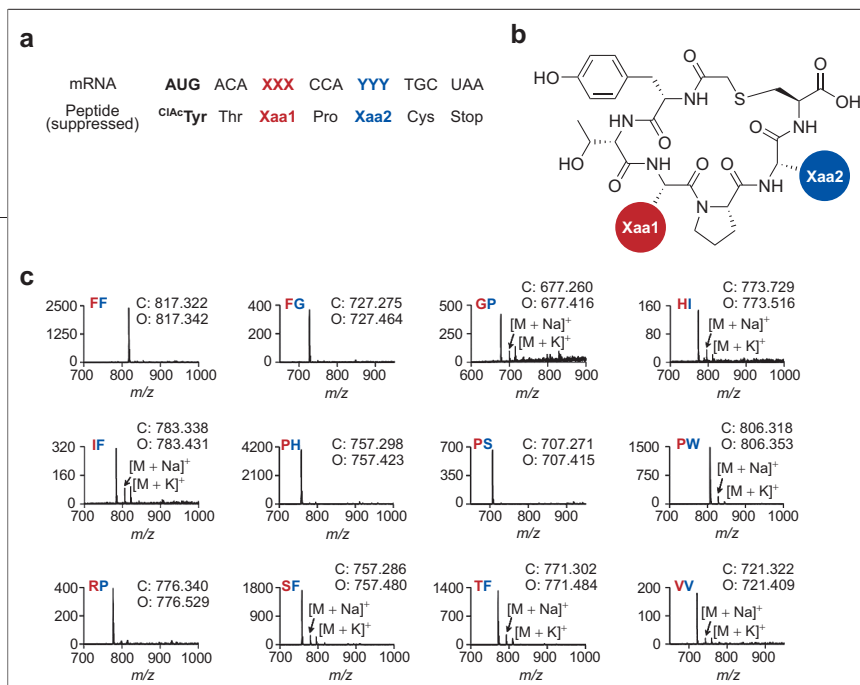 a
mRNA AUG ACA XXX CCA YYY TGC UAA
Peptide ClAcTyr Thr Xaa1 Pro Xaa2 Cys Stop
(suppressed)
b
HO
O
S
O
OH
N
H
O
NH
O
HN
HO
O
HN
O
N
O
NH
O
Xaa1
Xaa2
c
FF
C: 817.322
O: 817.342
2500
1250
0
700 800 900 1000
m/z
FG
C: 727.275
O: 727.464
400
200
0
700 800 900
m/z
GP
C: 677.260
O: 677.416
[M + Na]+
[M + K]+
500
250
0
600 700 800 900
m/z
HI
C: 773.729
O: 773.516
[M + Na]+
[M + K]+
160
80
0
700 800 900 1000
m/z
IF
C: 783.338
O: 783.431
[M + Na]+
[M + K]+
320
160
0
700 800 900 1000
m/z
PH
C: 757.298
O: 757.423
4200
2100
0
700 800 900 1000
m/z
PS
C: 707.271
O: 707.415
700
350
0
700 800 900
m/z
PW
C: 806.318
O: 806.353
[M + Na]+
[M + K]+
1500
750
0
700 800 900 1000
m/z
RP
C: 776.340
O: 776.529
400
200
0
700 800 900 1000
m/z
SF
C: 757.286
O: 757.480
[M + Na]+
[M + K]+
1800
900
0
700 800 900 1000
m/z
TF
C: 771.302
O: 771.484
[M + Na]+
[M + K]+
1400
700
0
700 800 900 1000
m/z
VV
C: 721.322
O: 721.409
[M + Na]+
[M + K]+
200
100
0
700 800 900
m/z